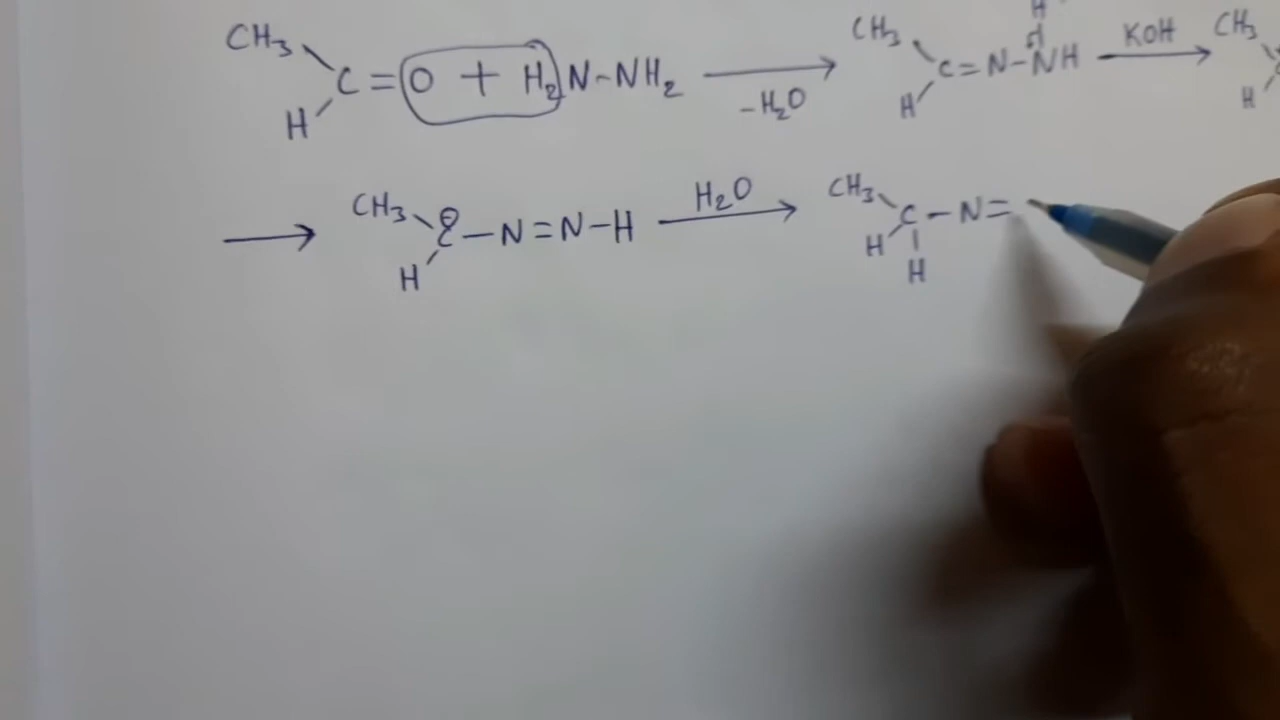 CH₃ H C=O + H₂N-NH₂ -H₂O CH₃ H C=N-NH H KOH CH₃ H
CH₃ H C-N=N-H H₂O CH₃ H C-N= H